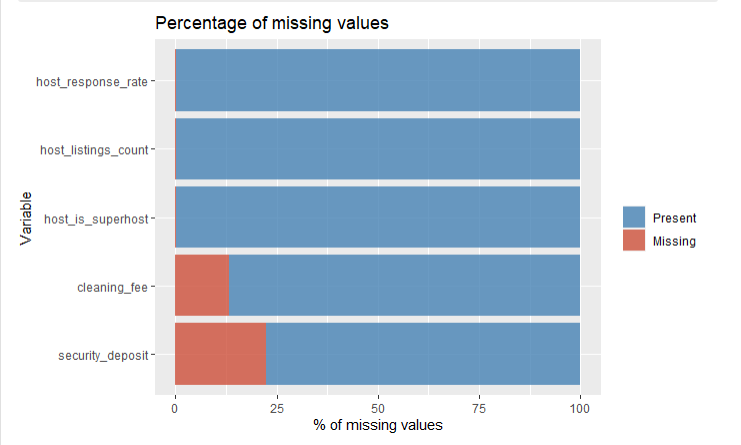 Percentage of missing values
host_response_rate
host_listings_count
host_is_superhost
cleaning_fee
security_deposit
Variable
0 25 50 75 100
% of missing values
Present
Missing